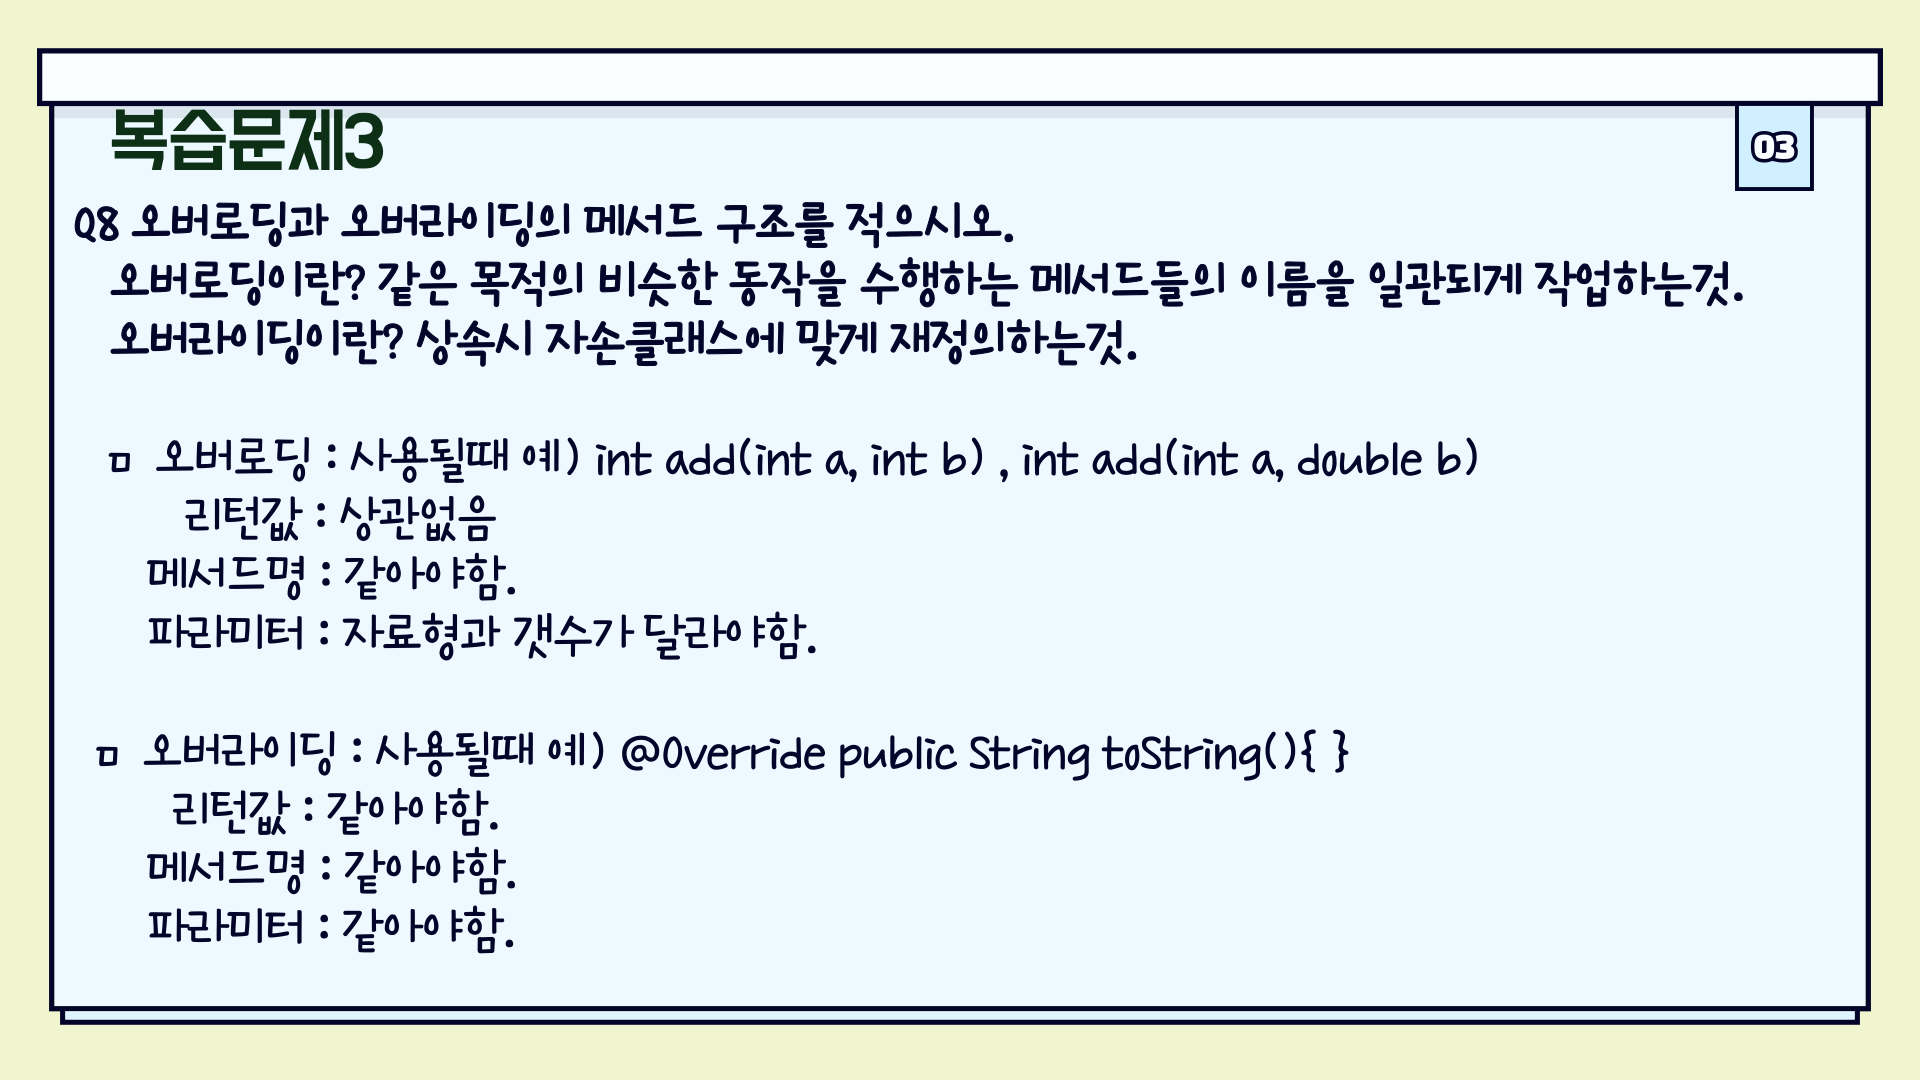 복습문제3
03
Q8 오버로딩과 오버라이딩의 메서드 구조를 적으시오.
오버로딩이란? 같은 목적의 비슷한 동작을 수행하는 메서드들의 이름을 일관되게 작업하는것.
오버라이딩이란? 상속시 자손클래스에 맞게 재정의하는것.
ㅁ 오버로딩 : 사용될때 예) int add(int a, int b) , int add(int a, double b)
리턴값 : 상관없음
메서드명 : 같아야함.
파라미터 : 자료형과 갯수가 달라야함.
ㅁ 오버라이딩 : 사용될때 예) @Override public String toString(){ }
리턴값 : 같아야함.
메서드명 : 같아야함.
파라미터 : 같아야함.